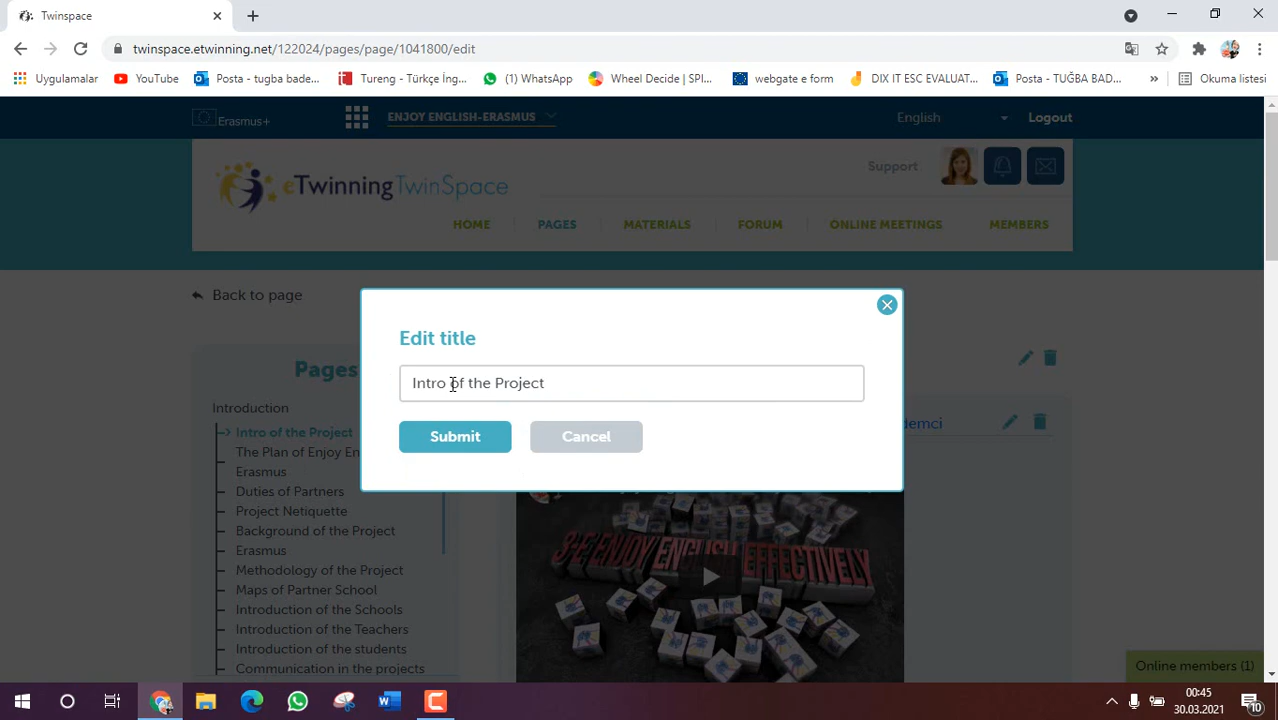 Twinspace
twinspace.etwinning.net/122024/pages/page/1041800/edit
Uygulamalar
YouTube
Posta - tugba bade...
Tureng - Türkçe İng...
(1) WhatsApp
Wheel Decide | SPI...
webgate e form
DIX IT ESC EVALUAT...
Posta - TUĞBA BAD...
»
Okuma listesi
Erasmus+
ENJOY ENGLISH-ERASMUS
English
Logout
eTwinning TwinSpace
Support
HOME
PAGES
MATERIALS
FORUM
ONLINE MEETINGS
MEMBERS
Back to page
Edit title
Intro of the Project
Submit
Cancel
Pages
Introduction
Intro of the Project
The Plan of Enjoy En
Erasmus
Duties of Partners
Project Netiquette
Background of the Project
Erasmus
Methodology of the Project
Maps of Partner School
Introduction of the Schools
Introduction of the Teachers
Introduction of the students
Communication in the projects
demci
3-E ENJOY ENGLISH EFFECTIVELY
Online members (1)
W
00:45
30.03.2021
10